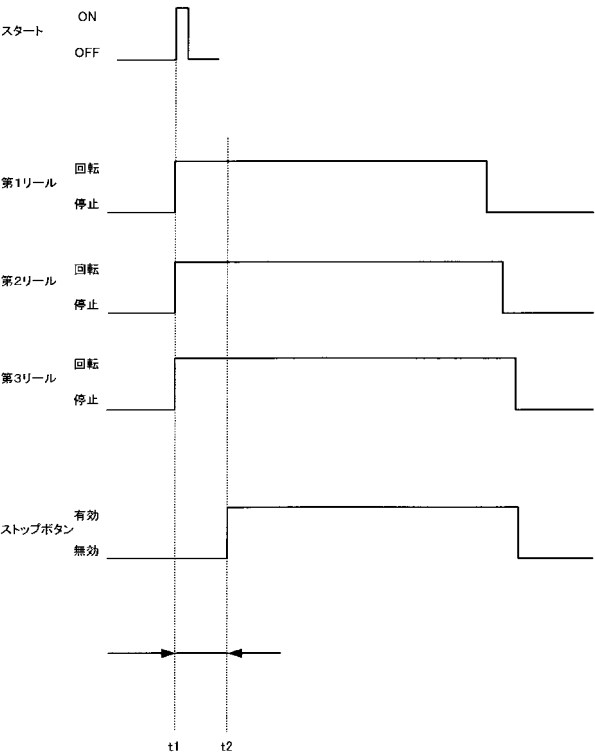 ON
スタート
OFF
回転
第1リール
停止
回転
第2リール
停止
回転
第3リール
停止
有効
ストップボタン
無効
t1 t2